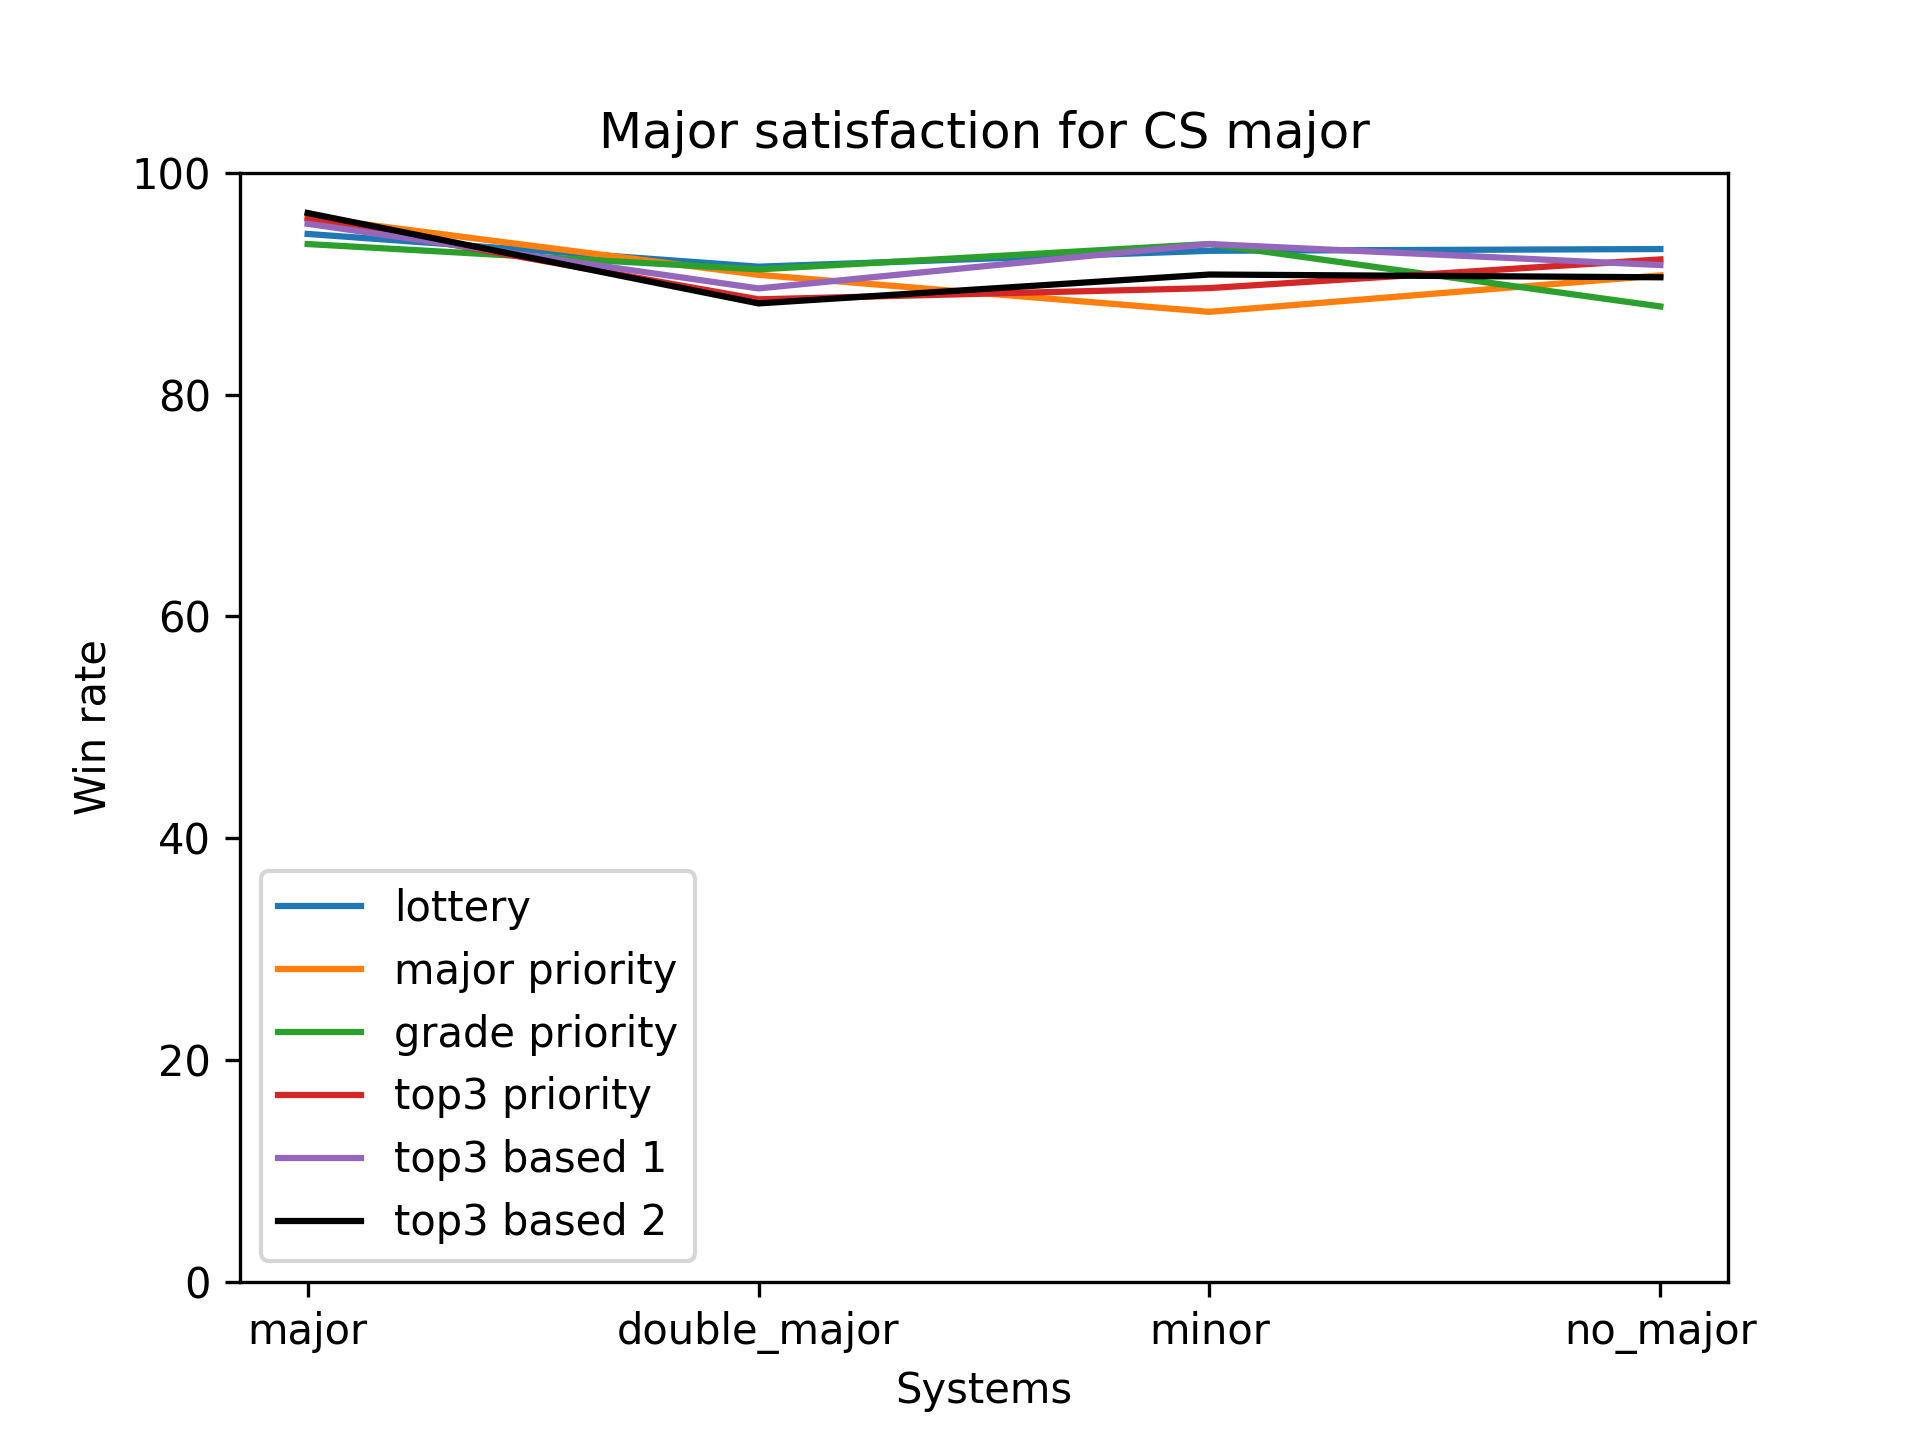 Major satisfaction for CS major
100
80
60
40
20
0
Win rate
lottery
major priority
grade priority
top3 priority
top3 based 1
top3 based 2
major double_major minor no_major
Systems